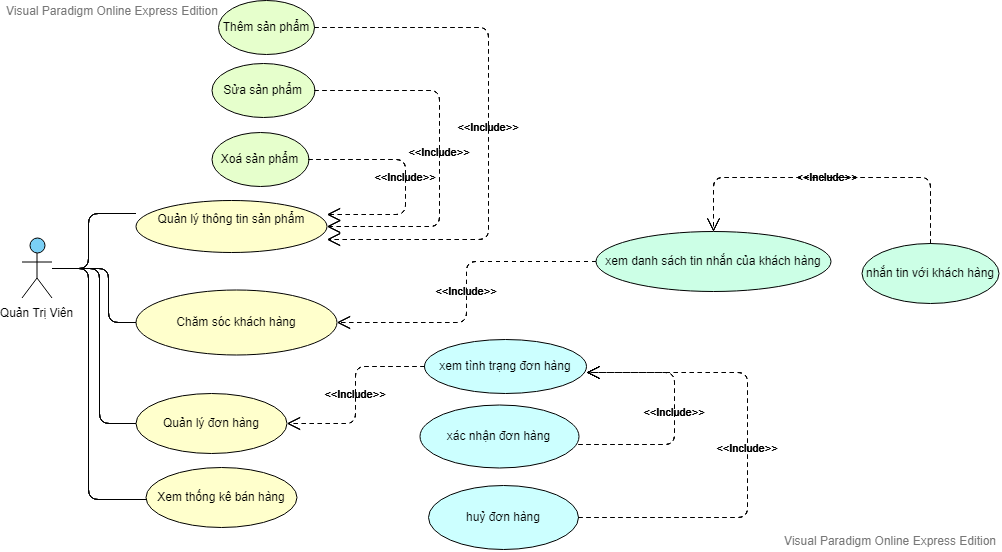 Visual Paradigm Online Express Edition
Thêm sản phẩm
Sửa sản phẩm
<<Include>>
<<Include>>
Xoá sản phẩm
<<Include>>
<<Include>>
Quản lý thông tin sản phẩm
xem danh sách tin nhắn của khách hàng
nhắn tin với khách hàng
<<Include>>
Quản Trị Viên
Chăm sóc khách hàng
xem tình trạng đơn hàng
<<Include>>
<<Include>>
Quản lý đơn hàng
xác nhận đơn hàng
<<Include>>
Xem thống kê bán hàng
huỷ đơn hàng
Visual Paradigm Online Express Edition